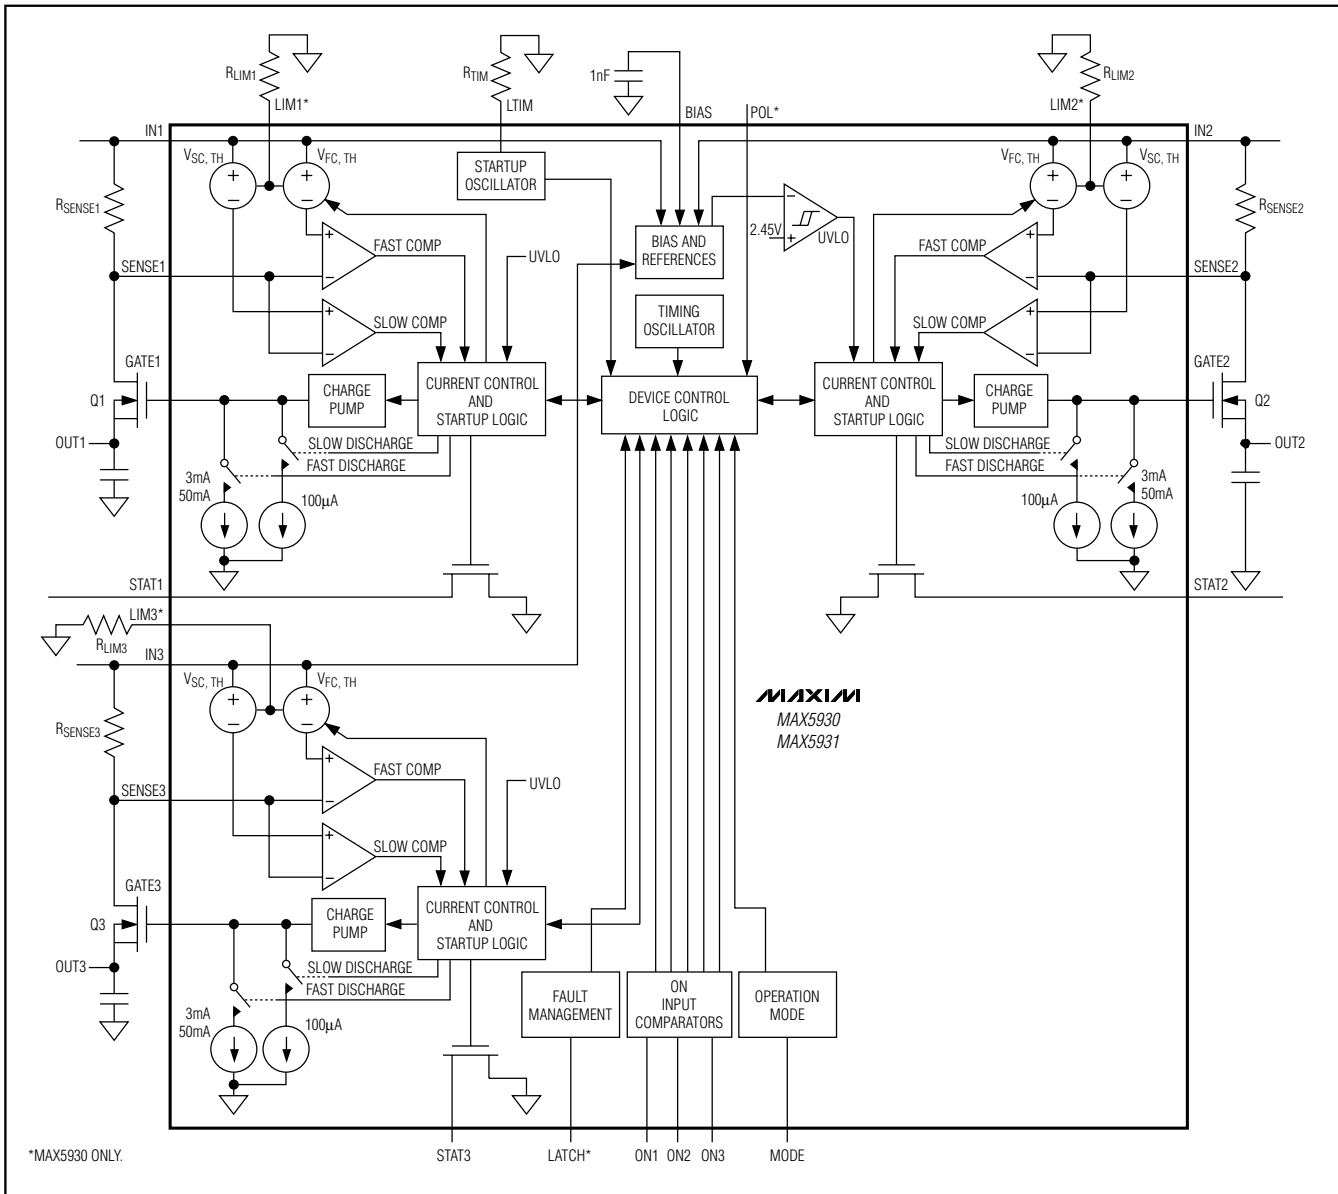 RLIM1
LIM1*
RTIM
LTIM
1nF
BIAS
POL*
RLIM2
LIM2*
IN1
IN2
VSC, TH
VFC, TH
+
−
+
−
STARTUP
OSCILLATOR
VFC, TH
VSC, TH
+
−
+
−
RSENSE1
RSENSE2
−
2.45V
+
UVLO
BIAS AND
REFERENCES
+
−
FAST COMP
UVLO
FAST COMP
+
−
SENSE1
SENSE2
TIMING
OSCILLATOR
+
−
SLOW COMP
SLOW COMP
+
−
GATE1
GATE2
CHARGE
PUMP
CURRENT CONTROL
AND
STARTUP LOGIC
DEVICE CONTROL
LOGIC
CURRENT CONTROL
AND
STARTUP LOGIC
CHARGE
PUMP
Q1
Q2
OUT1
OUT2
SLOW DISCHARGE
FAST DISCHARGE
SLOW DISCHARGE
FAST DISCHARGE
3mA
50mA
100µA
100µA
3mA
50mA
STAT1
STAT2
LIM3*
RLIM3
IN3
VSC, TH
VFC, TH
+
−
+
−
MAXIM
MAX5930
MAX5931
RSENSE3
+
−
FAST COMP
UVLO
SENSE3
+
−
SLOW COMP
GATE3
CHARGE
PUMP
CURRENT CONTROL
AND
STARTUP LOGIC
Q3
OUT3
SLOW DISCHARGE
FAST DISCHARGE
3mA
50mA
100µA
FAULT
MANAGEMENT
ON
INPUT
COMPARATORS
OPERATION
MODE
*MAX5930 ONLY.
STAT3
LATCH*
ON1
ON2
ON3
MODE